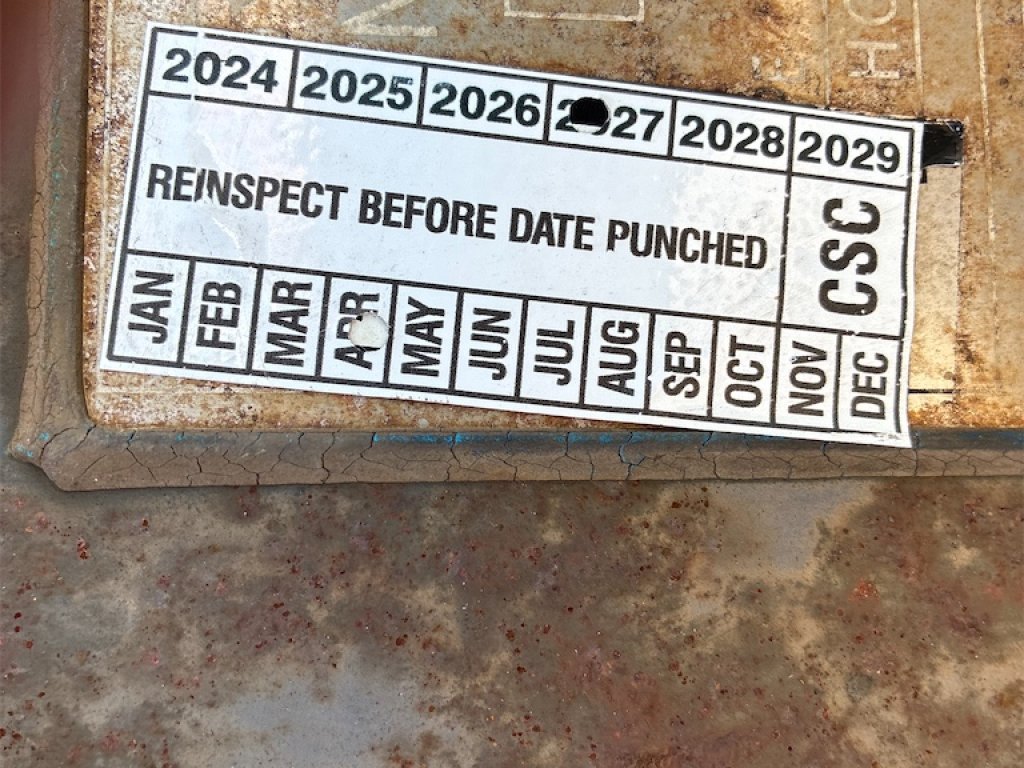 2024 2025 2026 2027 2028 2029
REINSPECT BEFORE DATE PUNCHED
CSC
JAN FEB MAR APR MAY JUN JUL AUG SEP OCT NOV DEC